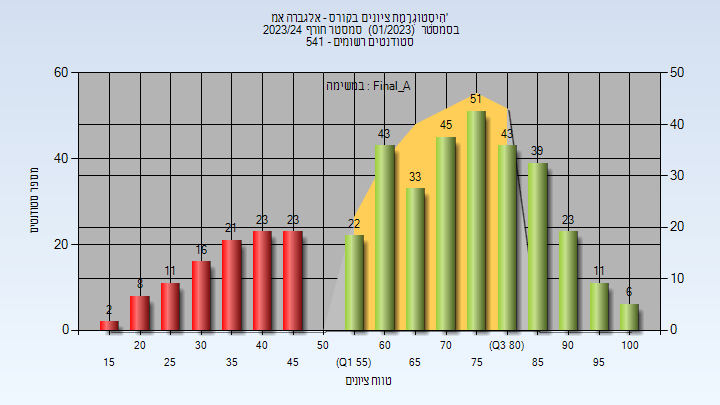 היסטוגרמת ציונים בקורס - אלגברה אמ'
בסמסטר (01/2023) סמסטר חורף 2023/24
סטודנטים רשומים - 541
במשימה : Final_A
60 50
40
40 30
20
20 10
0 0
מספר סטודנטים
2 8 11 16 21 23 23 22 43 33 45 51 43 39 23 11 6
20 30 40 50 60 70 (Q3 80) 90 100
15 25 35 45 (Q1 55) 65 75 85 95
טווח ציונים